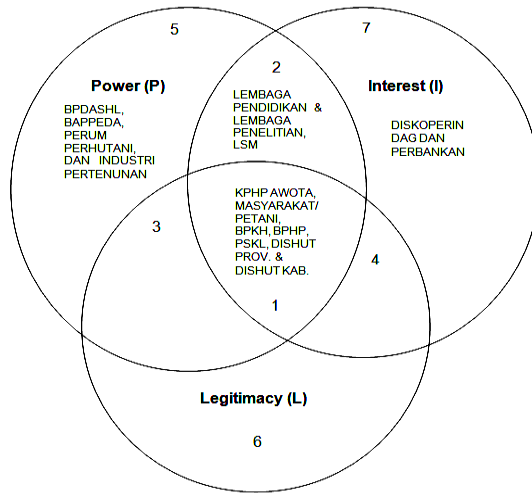 5
7
2
Power (P)
Interest (I)
BPDASHL,
BAPPEDA,
PERUM
PERHUTANI,
DAN INDUSTRI
PERTENUNAN
LEMBAGA
PENDIDIKAN &
LEMBAGA
PENELITIAN,
LSM
DISKOPERIN
DAG DAN
PERBANKAN
KPHP AWOTA,
MASYARAKAT/
PETANI,
BPKH, BPHP,
PSKL, DISHUT
PROV. &
DISHUT KAB.
3
4
1
Legitimacy (L)
6